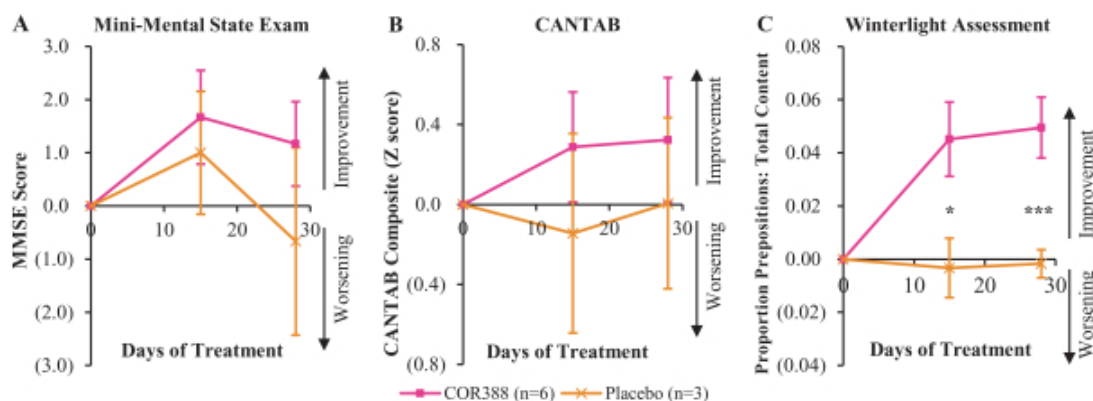 A Mini-Mental State Exam
3.0
2.0
1.0
0.0
(1.0)
(2.0)
(3.0)
0 10 20 30
MMSE Score
Days of Treatment
Improvement
Worsening
B CANTAB
0.8
0.4
0.0
(0.4)
(0.8)
0 10 20 30
CANTAB Composite (Z score)
Days of Treatment
Improvement
Worsening
C Winterlight Assessment
0.08
0.06
0.04
0.02
0.00
(0.02)
(0.04)
0 10 20 30
* ***
Proportion Prepositions: Total Content
Days of Treatment
Improvement
Worsening
COR388 (n=6) Placebo (n=3)